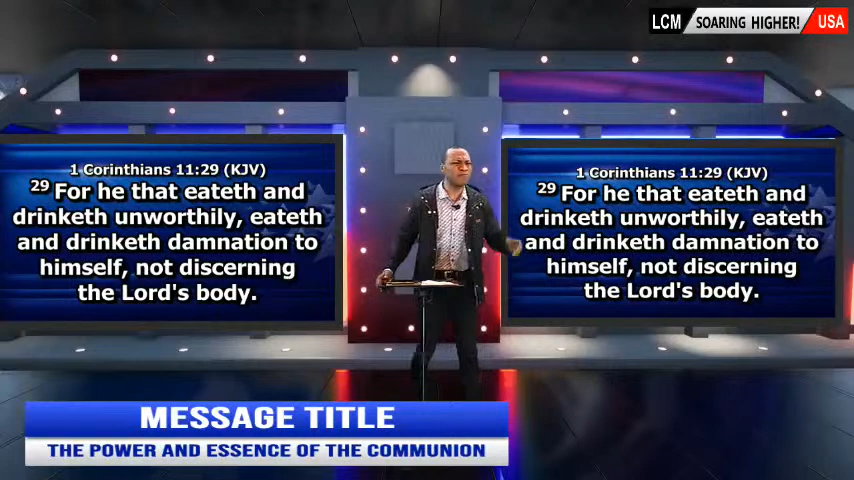 LCM SOARING HIGHER! USA
1 Corinthians 11:29 (KJV)
29 For he that eateth and
drinketh unworthily, eateth
and drinketh damnation to
himself, not discerning
the Lord's body.
1 Corinthians 11:29 (KJV)
29 For he that eateth and
drinketh unworthily, eateth
and drinketh damnation to
himself, not discerning
the Lord's body.
MESSAGE TITLE
THE POWER AND ESSENCE OF THE COMMUNION